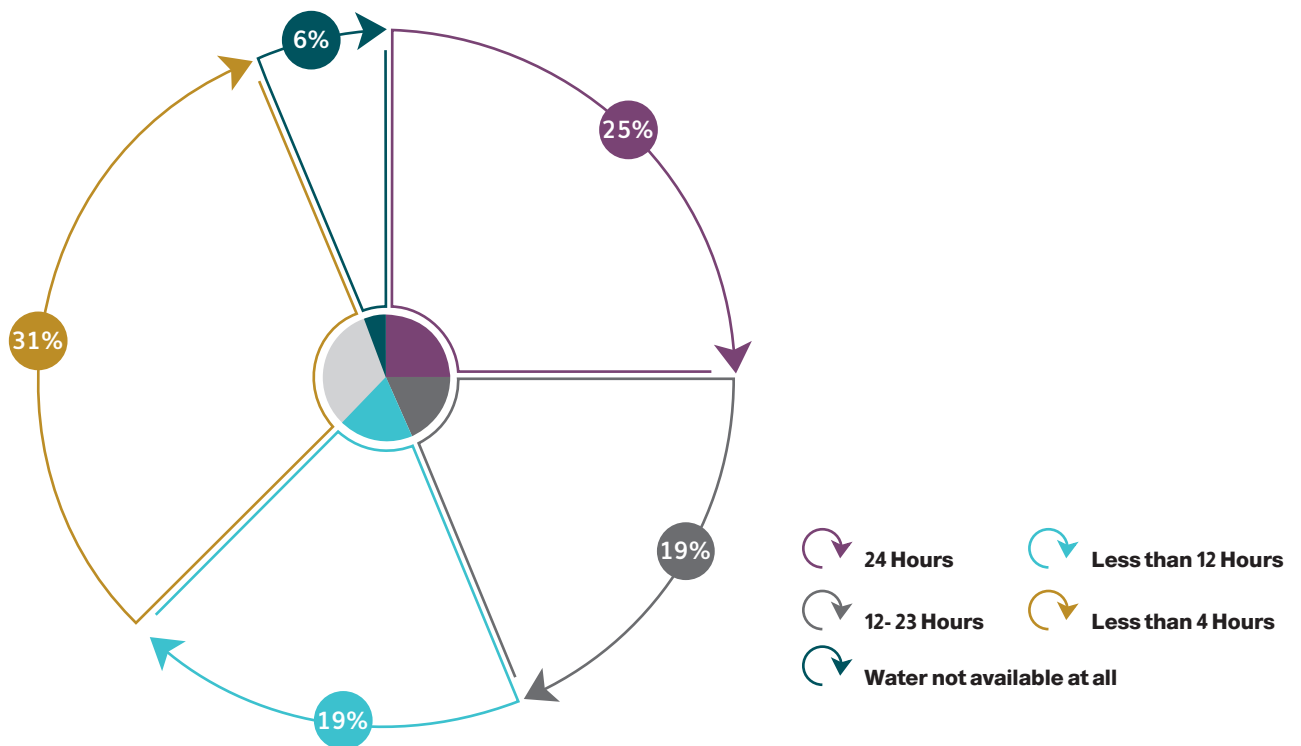 6%
25%
31%
19%
19%
24 Hours
Less than 12 Hours
12- 23 Hours
Less than 4 Hours
Water not available at all